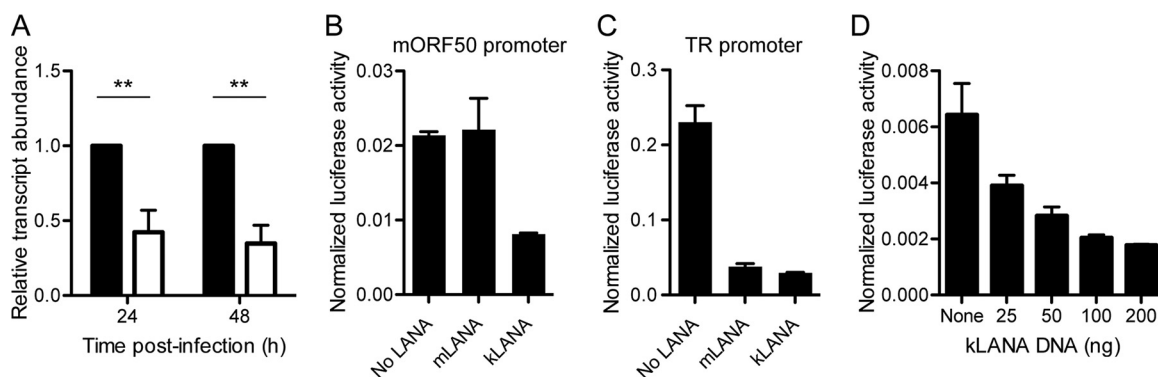 A
Relative transcript abundance
1.5
1.0
0.5
0.0
**
**
24
48
Time post-infection (h)
B
mORF50 promoter
Normalized luciferase activity
0.03
0.02
0.01
0.00
No LANA
mLANA
kLANA
C
TR promoter
Normalized luciferase activity
0.3
0.2
0.1
0.0
No LANA
mLANA
kLANA
D
Normalized luciferase activity
0.008
0.006
0.004
0.002
0.000
None
25
50
100
200
kLANA DNA (ng)